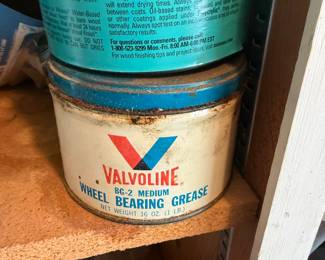 will extend drying times. Always
between coats. Oil-based stains,
or other coatings applied under
normally. Always spot test on an
satisfactory results.
For questions or comments, please call
1-800-523-9299 Mon.-Fri. 8:00 AM-6:00 PM EST
For wood finishing tips and project ideas,
VALVOLINE
BG-2 MEDIUM
WHEEL BEARING GREASE
NET WEIGHT 16 OZ. (1 LB.)